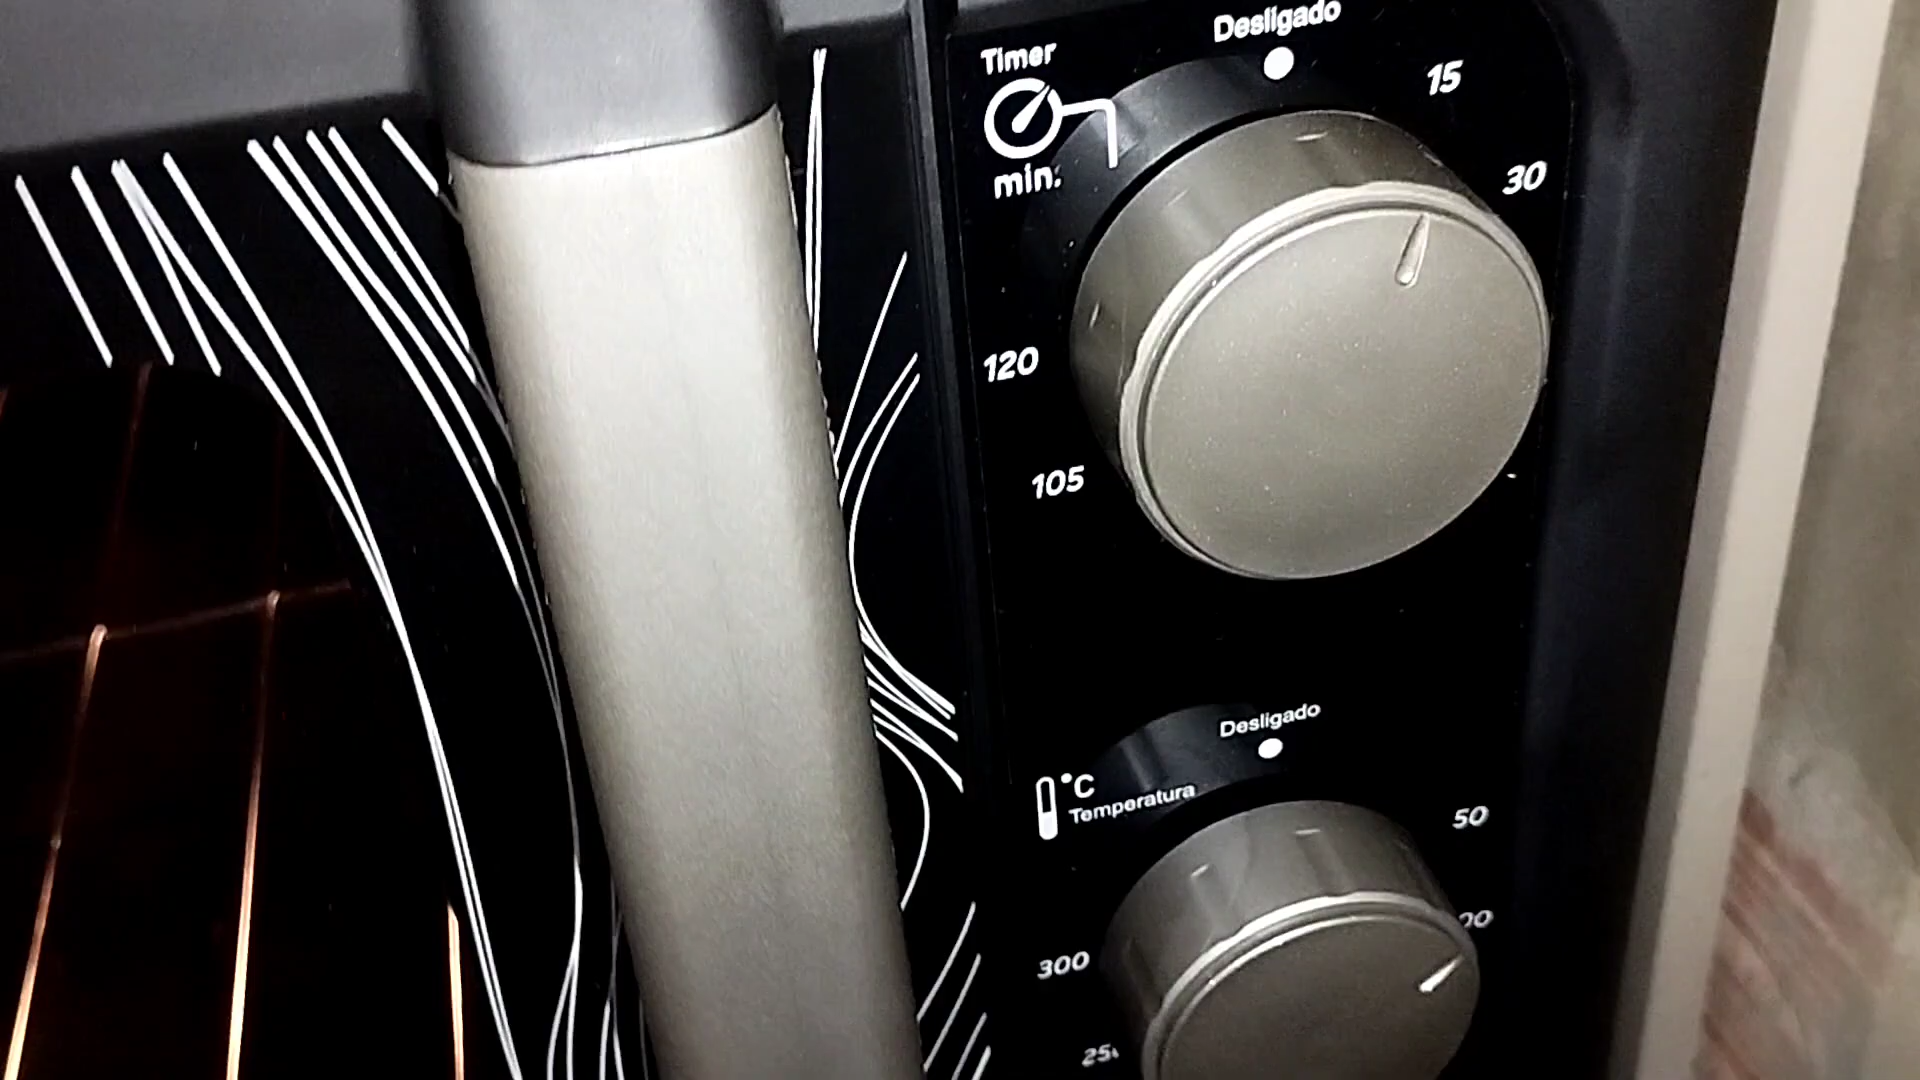 Desligado
Timer
15
30
min.
120
105
Desligado
°C
Temperatura
50
300